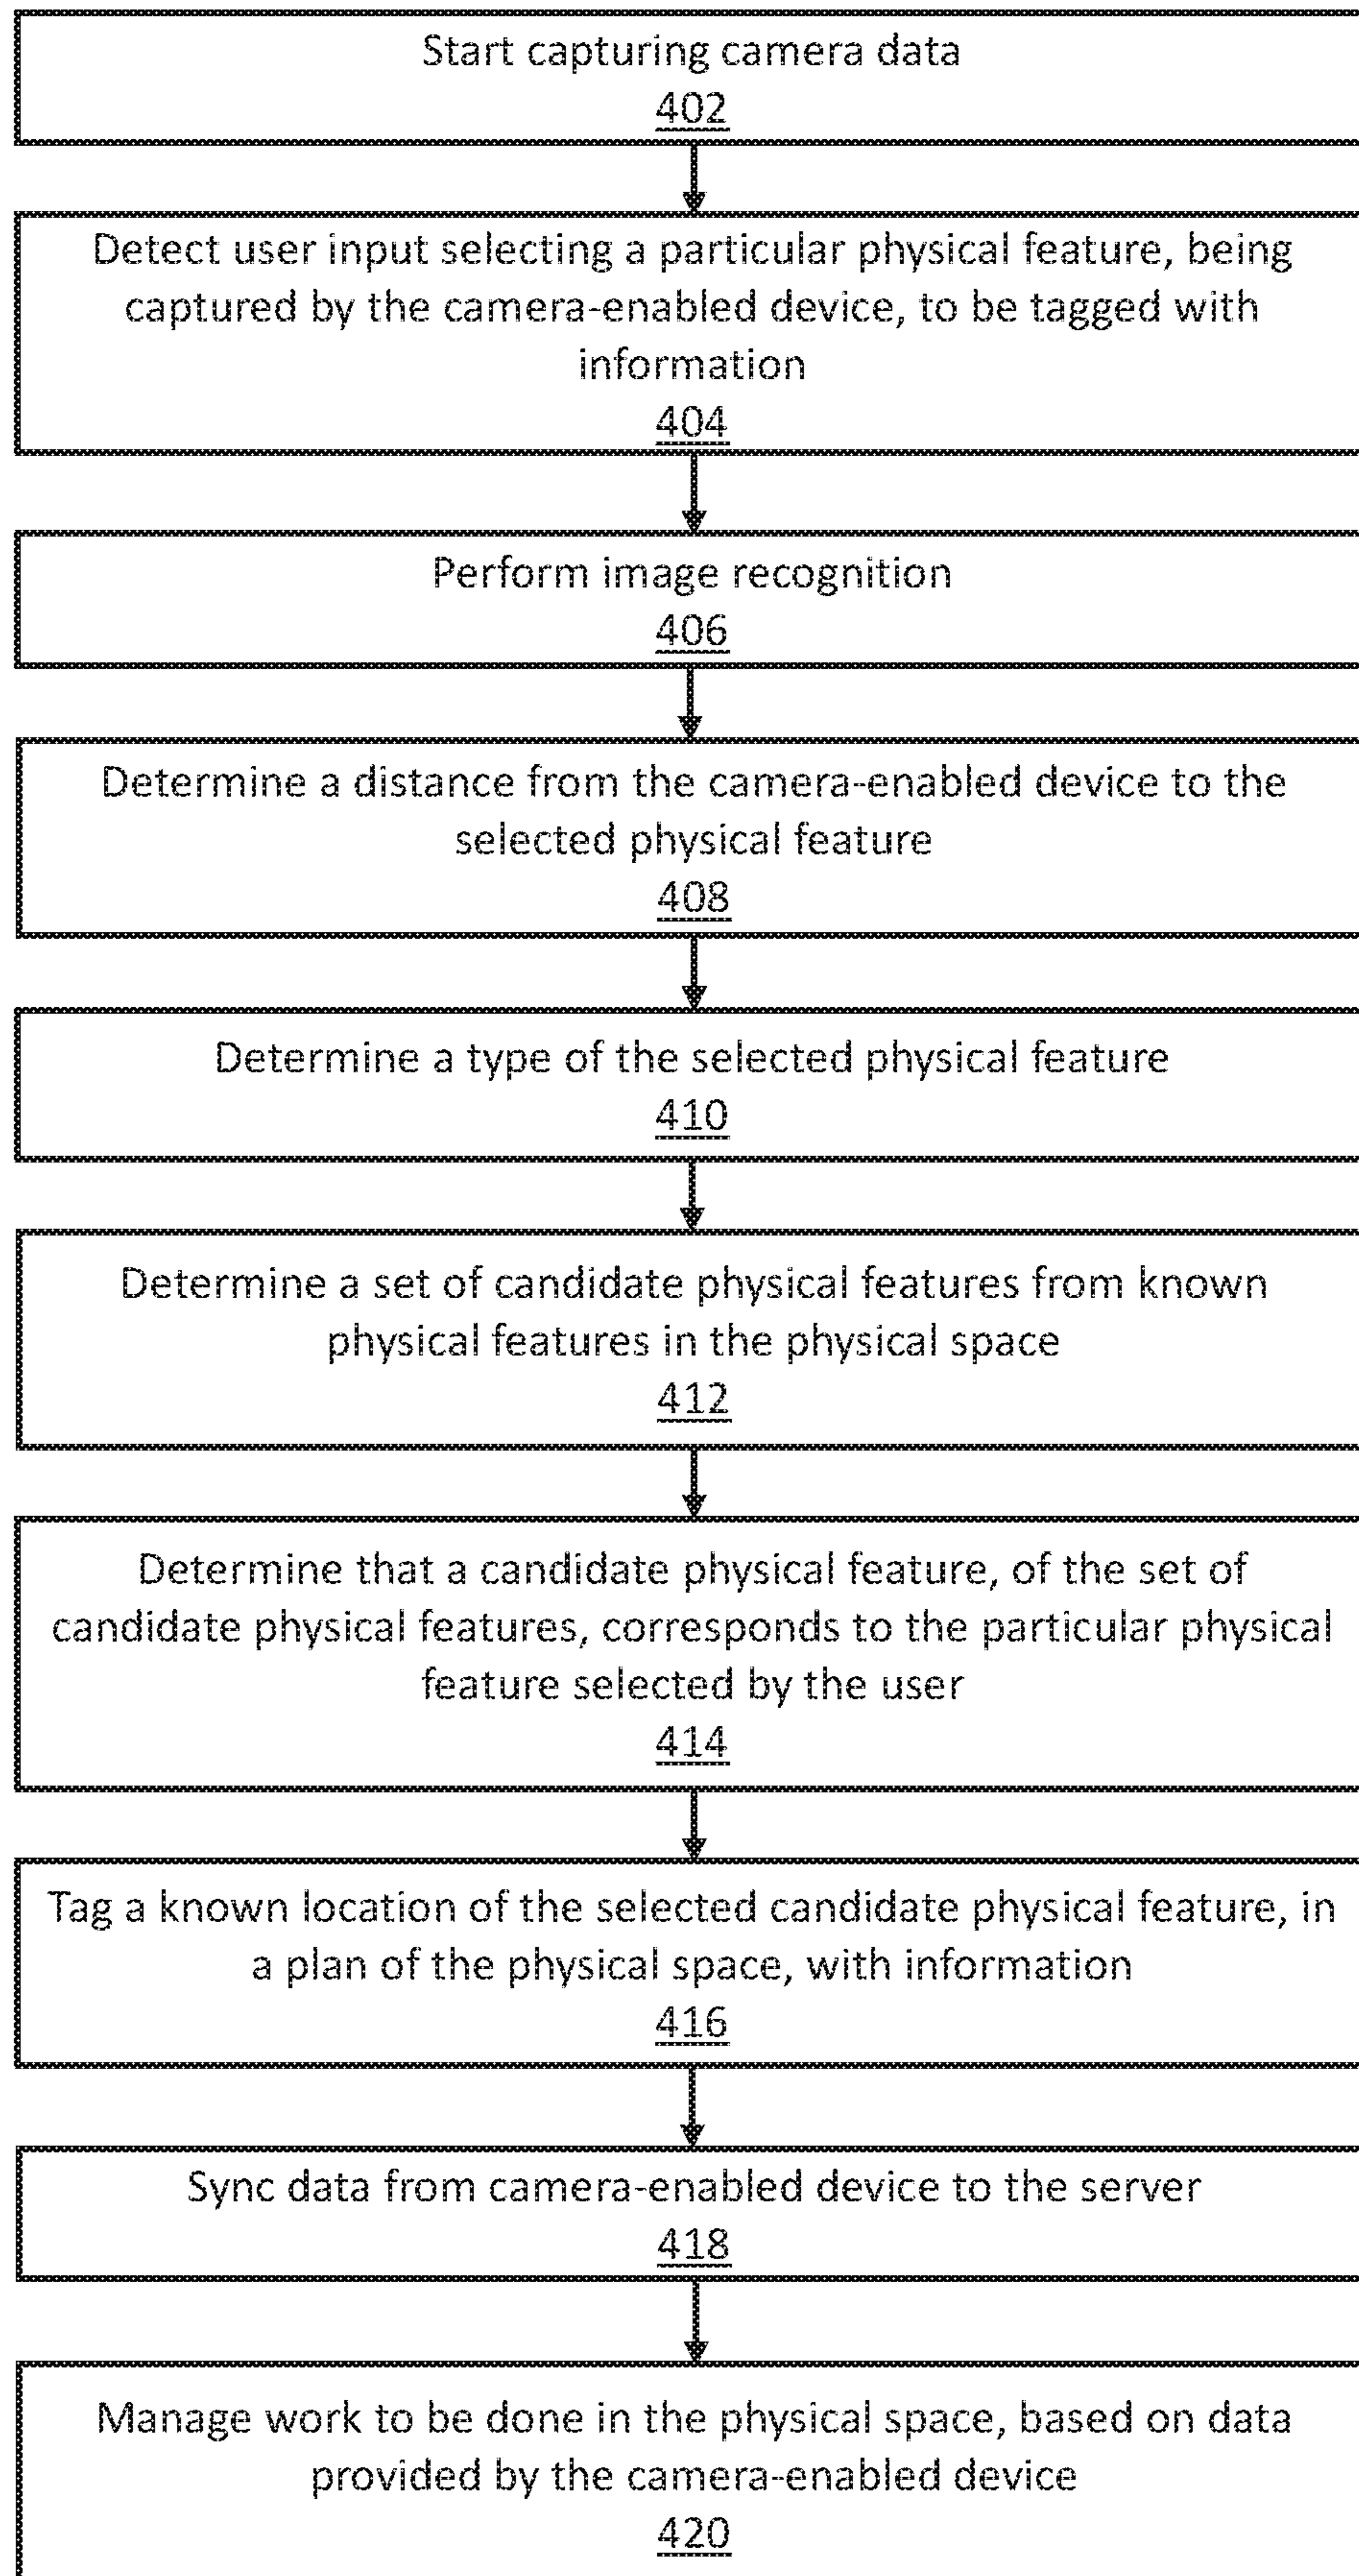 Start capturing camera data
402
Detect user input selecting a particular physical feature, being
captured by the camera-enabled device, to be tagged with
information
404
Perform image recognition
406
Determine a distance from the camera-enabled device to the
selected physical feature
408
Determine a type of the selected physical feature
410
Determine a set of candidate physical features from known
physical features in the physical space
412
Determine that a candidate physical feature, of the set of
candidate physical features, corresponds to the particular physical
feature selected by the user
414
Tag a known location of the selected candidate physical feature, in
a plan of the physical space, with information
416
Sync data from camera-enabled device to the server
418
Manage work to be done in the physical space, based on data
provided by the camera-enabled device
420